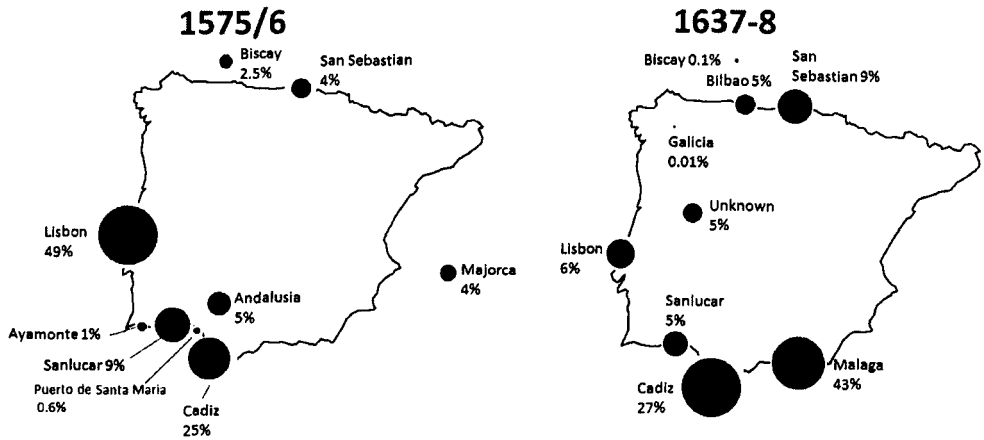 1575/6
Biscay
2.5%
San Sebastian
4%
Lisbon
49%
Majorca
4%
Andalusia
5%
Ayamonte 1%
Sanlucar 9%
Puerto de Santa Maria
0.6%
Cadiz
25%
1637-8
Biscay 0.1%
San
Sebastian 9%
Bilbao 5%
Galicia
0.01%
Unknown
5%
Lisbon
6%
Sanlucar
5%
Malaga
43%
Cadiz
27%